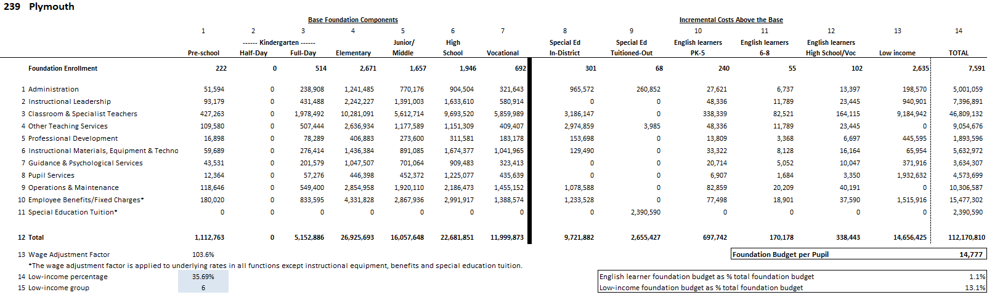 239 Plymouth
Base Foundation Components Incremental Costs Above the Base
1 2 3 4 5 6 7 8 9 10 11 12 13 14
------ Kindergarten ------ Junior/ High Special Ed Special Ed English learners English learners English learners
Pre-school Half-Day Full-Day Elementary Middle School Vocational In-District Tuitioned-Out PK-5 6-8 High School/Voc Low income TOTAL
Foundation Enrollment 222 0 514 2,671 1,657 1,946 692 301 68 240 55 102 2,635 7,591
1 Administration 51,594 0 238,908 1,241,485 770,176 904,504 321,643 965,572 260,852 27,621 6,737 13,397 198,570 5,001,059
2 Instructional Leadership 93,179 0 431,488 2,242,227 1,391,003 1,633,610 580,914 0 0 48,336 11,789 23,445 940,901 7,396,891
3 Classroom & Specialist Teachers 427,263 0 1,978,492 10,281,091 5,612,714 9,693,520 5,859,989 3,186,147 0 338,339 82,521 164,115 9,184,942 46,809,132
4 Other Teaching Services 109,580 0 507,444 2,636,934 1,177,589 1,151,309 409,407 2,974,859 3,985 48,336 11,789 23,445 0 9,054,676
5 Professional Development 16,898 0 78,289 406,883 273,600 311,581 183,178 153,698 0 13,809 3,368 6,697 445,595 1,893,596
6 Instructional Materials, Equipment & Techno 59,689 0 276,414 1,436,384 891,085 1,674,377 1,041,965 129,490 0 33,322 8,128 16,164 65,954 5,632,972
7 Guidance & Psychological Services 43,531 0 201,579 1,047,507 701,064 909,483 323,413 0 0 20,714 5,052 10,047 371,916 3,634,307
8 Pupil Services 12,364 0 57,276 446,398 452,372 1,225,077 435,639 0 0 6,907 1,684 3,350 1,932,632 4,573,699
9 Operations & Maintenance 118,646 0 549,400 2,854,958 1,920,110 2,186,473 1,455,152 1,078,588 0 82,859 20,209 40,191 0 10,306,587
10 Employee Benefits/Fixed Charges* 180,020 0 833,595 4,331,828 2,867,936 2,991,917 1,388,574 1,233,528 0 77,498 18,901 37,590 1,515,916 15,477,302
11 Special Education Tuition* 0 0 0 0 0 0 0 0 2,390,590 0 0 0 0 2,390,590
12 Total 1,112,763 0 5,152,886 26,925,693 16,057,648 22,681,851 11,999,873 9,721,882 2,655,427 697,742 170,178 338,443 14,656,425 112,170,810
13 Wage Adjustment Factor 103.6% Foundation Budget per Pupil 14,777
*The wage adjustment factor is applied to underlying rates in all functions except instructional equipment, benefits and special education tuition.
14 Low-income percentage 35.69% English learner foundation budget as % total foundation budget 1.1%
15 Low-income group 6 Low-income foundation budget as % total foundation budget 13.1%